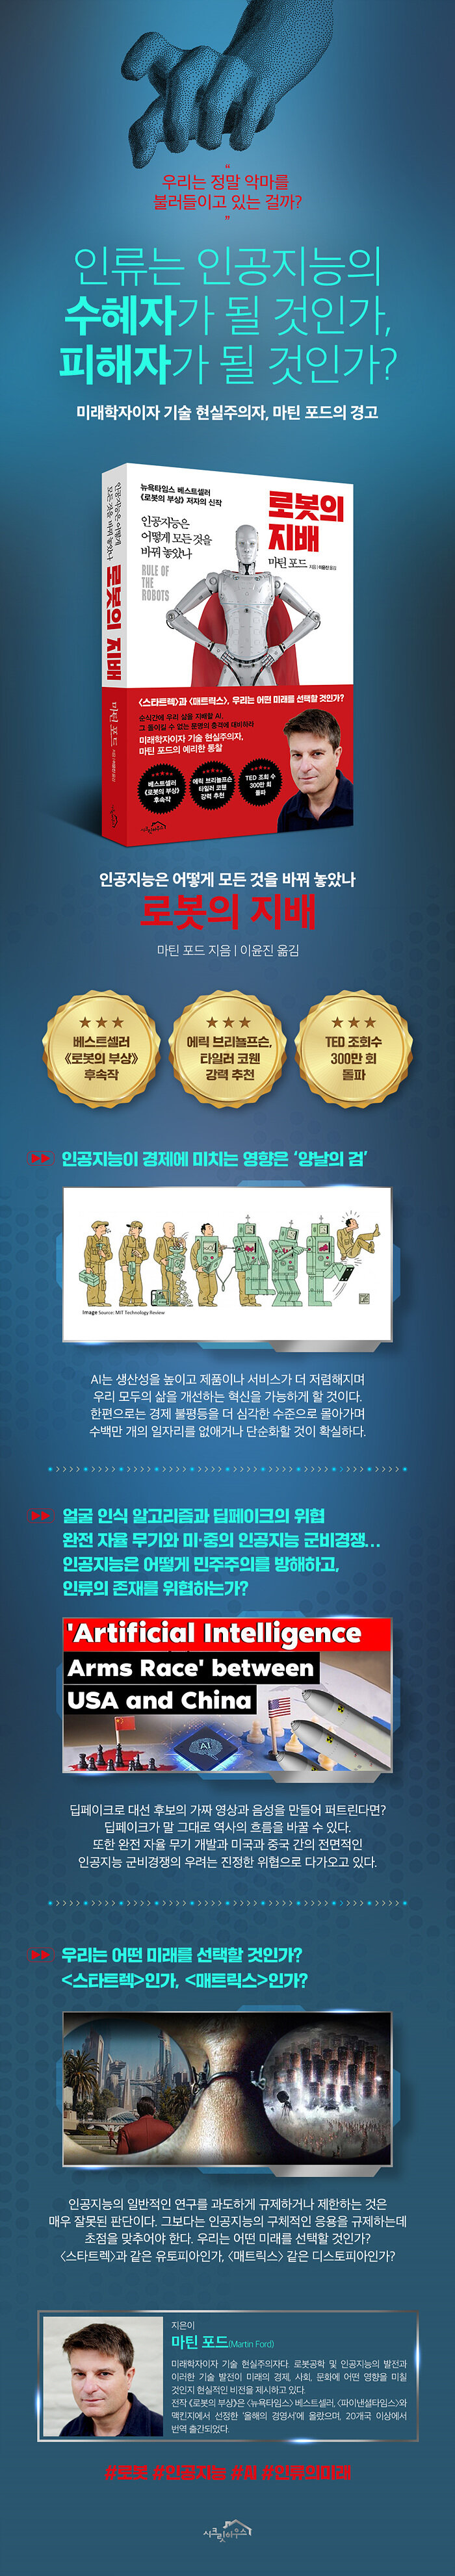 “
우리는 정말 악마를
불러들이고 있는 걸까?
”
인류는 인공지능의
수혜자가 될 것인가,
피해자가 될 것인가?
미래학자이자 기술 현실주의자, 마틴 포드의 경고
인공지능은 어떻게
모든 것을 바꿔 놓았나
로봇의 지배
마틴 포드
뉴욕타임스 베스트셀러
《로봇의 부상》 저자의 신작
인공지능은
어떻게 모든 것을
바꿔 놓았나
RULE OF
THE
ROBOTS
로봇의
지배
마틴 포드 지음 | 이윤진 옮김
<스타트렉>과 <매트릭스>, 우리는 어떤 미래를 선택할 것인가?
순식간에 우리 삶을 지배할 AI,
그 돌이킬 수 없는 문명의 충격에 대비하라
미래학자이자 기술 현실주의자,
마틴 포드의 예리한 통찰
베스트셀러
《로봇의 부상》
후속작
에릭 브리뇰프슨
타일러 코웬
강력 추천
TED 조회 수
300만 회
돌파
시크릿하우스
인공지능은 어떻게 모든 것을 바꿔 놓았나
로봇의 지배
마틴 포드 지음 | 이윤진 옮김
베스트셀러
《로봇의 부상》
후속작
에릭 브리뇰프슨,
타일러 코웬
강력 추천
TED 조회수
300만 회
돌파
인공지능이 경제에 미치는 영향은 ‘양날의 검’
Image Source: MIT Technology Review
AI는 생산성을 높이고 제품이나 서비스가 더 저렴해지며
우리 모두의 삶을 개선하는 혁신을 가능하게 할 것이다.
한편으로는 경제 불평등을 더 심각한 수준으로 몰아가며
수백만 개의 일자리를 없애거나 단순화할 것이 확실하다.
얼굴 인식 알고리즘과 딥페이크의 위협
완전 자율 무기와 미·중의 인공지능 군비경쟁…
인공지능은 어떻게 민주주의를 방해하고,
인류의 존재를 위협하는가?
'Artificial Intelligence
Arms Race' between
USA and China
AI
딥페이크로 대선 후보의 가짜 영상과 음성을 만들어 퍼트린다면?
딥페이크가 말 그대로 역사의 흐름을 바꿀 수 있다.
또한 완전 자율 무기 개발과 미국과 중국 간의 전면적인
인공지능 군비경쟁의 우려는 진정한 위협으로 다가오고 있다.
우리는 어떤 미래를 선택할 것인가?
<스타트렉>인가, <매트릭스>인가?
인공지능의 일반적인 연구를 과도하게 규제하거나 제한하는 것은
매우 잘못된 판단이다. 그보다는 인공지능의 구체적인 응용을 규제하는데
초점을 맞추어야 한다. 우리는 어떤 미래를 선택할 것인가?
〈스타트렉〉과 같은 유토피아인가, 〈매트릭스〉 같은 디스토피아인가?
지은이
마틴 포드(Martin Ford)
미래학자이자 기술 현실주의자다. 로봇공학 및 인공지능의 발전과
이러한 기술 발전이 미래의 경제, 사회, 문화에 어떤 영향을 미칠
것인지 현실적인 비전을 제시하고 있다.
전작 《로봇의 부상》은 〈뉴욕타임스〉 베스트셀러, 〈파이낸셜타임스〉와
맥킨지에서 선정한 '올해의 경영서'에 올랐으며, 20개국 이상에서
번역 출간되었다.
#로봇 #인공지능 #AI #인류의미래
시크릿하우스